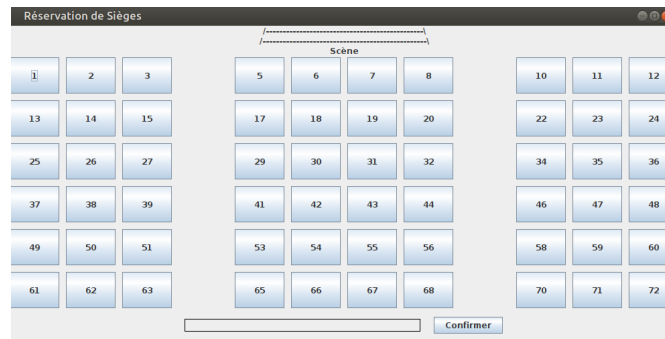 Réservation de Sièges
/--------------------------------------------\
/----------------------------------------------\
Scène
1 2 3 5 6 7 8 10 11 12
13 14 15 17 18 19 20 22 23 24
25 26 27 29 30 31 32 34 35 36
37 38 39 41 42 43 44 46 47 48
49 50 51 53 54 55 56 58 59 60
61 62 63 65 66 67 68 70 71 72
Confirmer